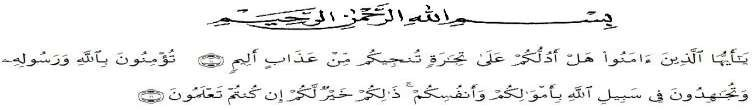 بِسْمِ اللَّهِ الرَّحْمَٰنِ الرَّحِيمِ
يَٰٓأَيُّهَا ٱلَّذِينَ ءَامَنُوا۟ هَلْ أَدُلُّكُمْ عَلَىٰ تِجَٰرَةٍ تُنجِيكُم مِّنْ عَذَابٍ أَلِيمٍ تُؤْمِنُونَ بِٱللَّهِ وَرَسُولِهِۦ
وَتُجَٰهِدُونَ فِى سَبِيلِ ٱللَّهِ بِأَمْوَٰلِكُمْ وَأَنفُسِكُمْ ۚ ذَٰلِكُمْ خَيْرٌ لَّكُمْ إِن كُنتُمْ تَعْلَمُونَ